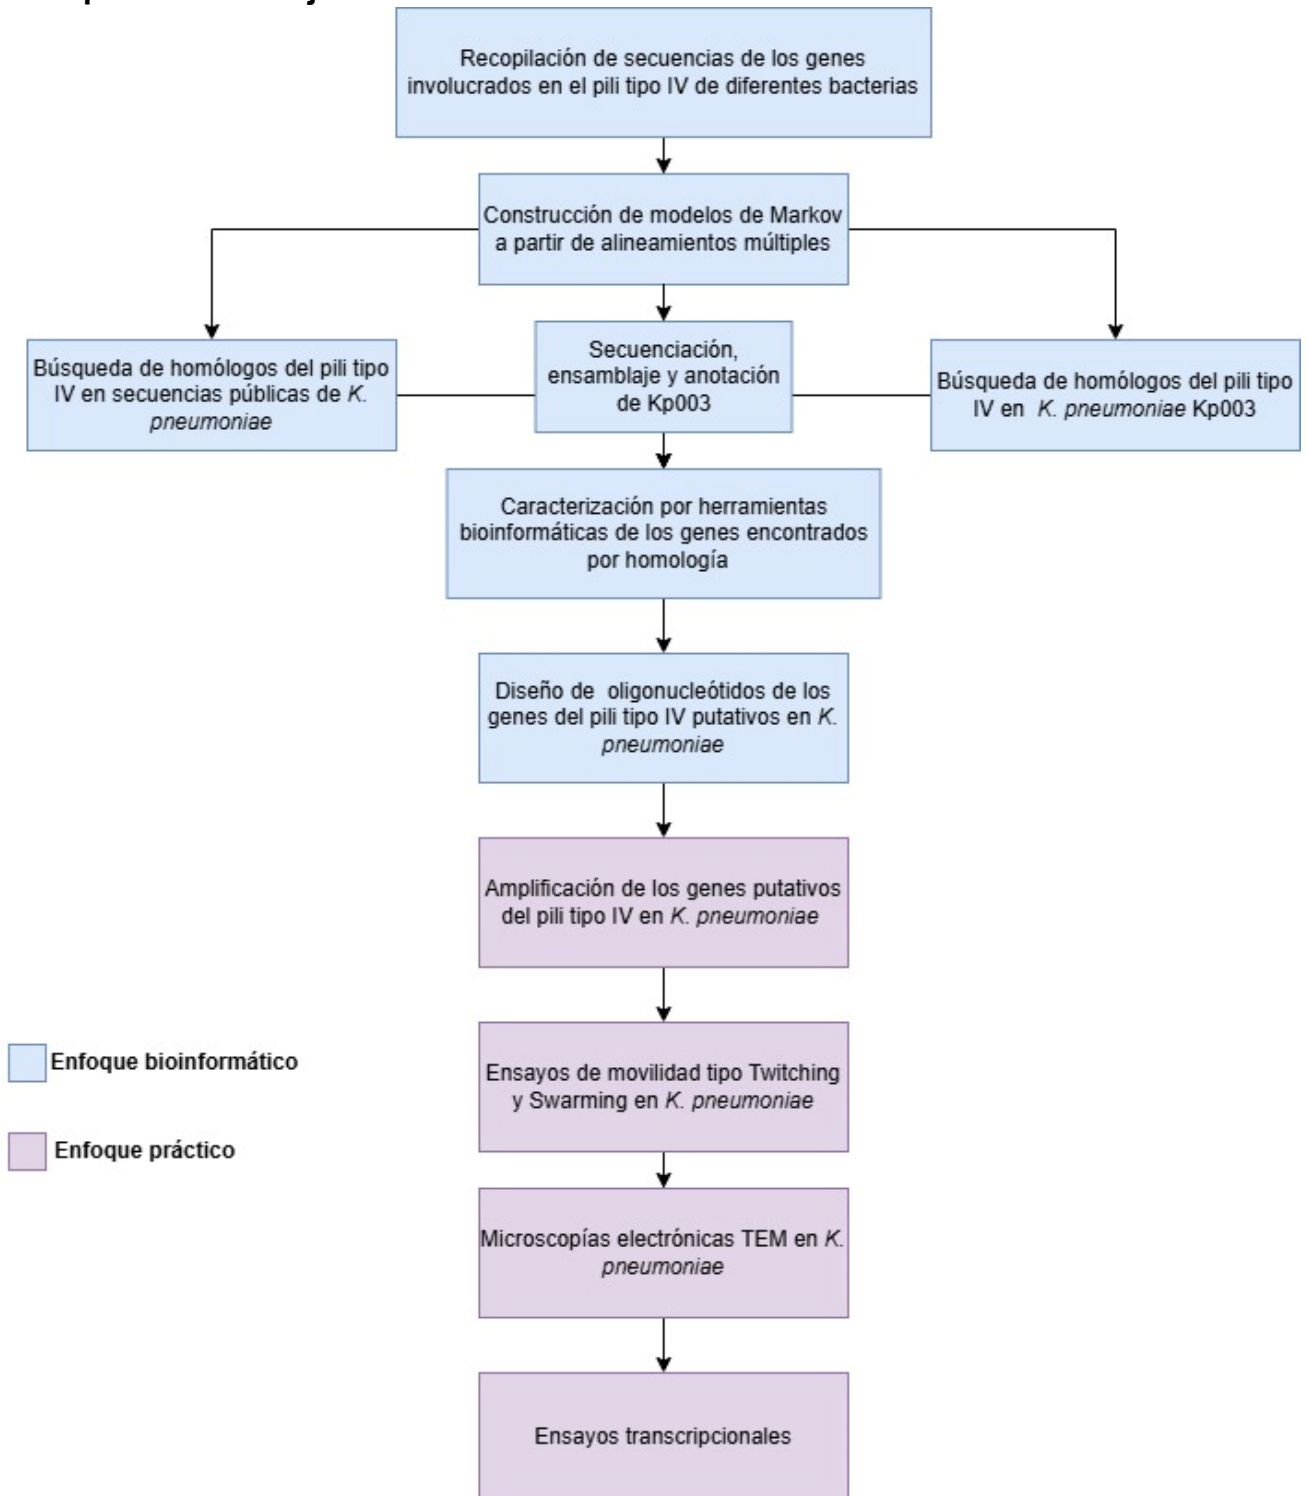 Recopilación de secuencias de los genes
involucrados en el pili tipo IV de diferentes bacterias
Construcción de modelos de Markov
a partir de alineamientos múltiples
Búsqueda de homólogos del pili tipo
IV en secuencias públicas de K.
pneumoniae
Secuenciación,
ensamblaje y anotación
de Kp003
Búsqueda de homólogos del pili tipo
IV en K. pneumoniae Kp003
Caracterización por herramientas
bioinformáticas de los genes encontrados
por homología
Diseño de oligonucleótidos de los
genes del pili tipo IV putativos en K.
pneumoniae
Amplificación de los genes putativos
del pili tipo IV en K. pneumoniae
Enfoque bioinformático
Ensayos de movilidad tipo Twitching
y Swarming en K. pneumoniae
Enfoque práctico
Microscopías electrónicas TEM en K.
pneumoniae
Ensayos transcripcionales